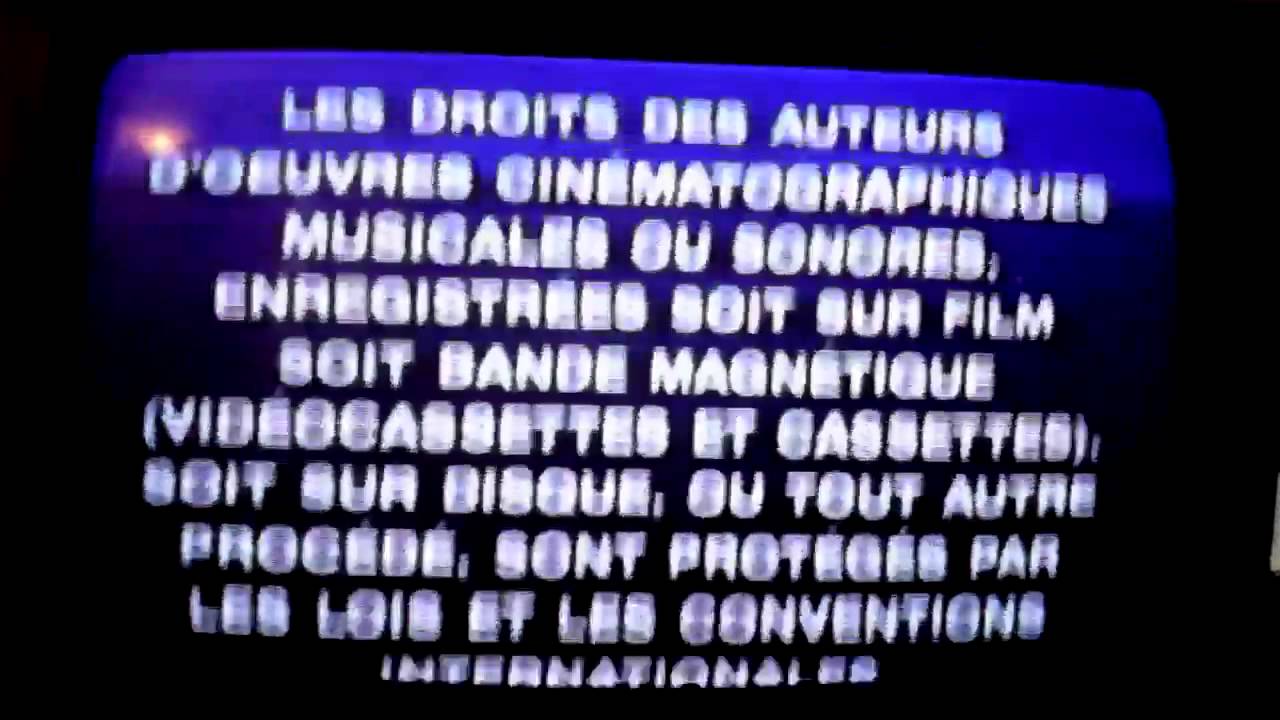 LES DROITS DES AUTEURS
D'OEUVRES CINÉMATOGRAPHIQUES
MUSICALES OU SONORES,
ENREGISTRÉES SOIT SUR FILM
SOIT BANDE MAGNÉTIQUE
(VIDÉOCASSETTES ET CASSETTES),
SOIT SUR DISQUE, OU TOUT AUTRE
PROCÉDÉ, SONT PROTÉGÉS PAR
LES LOIS ET LES CONVENTIONS
INTERNATIONALES